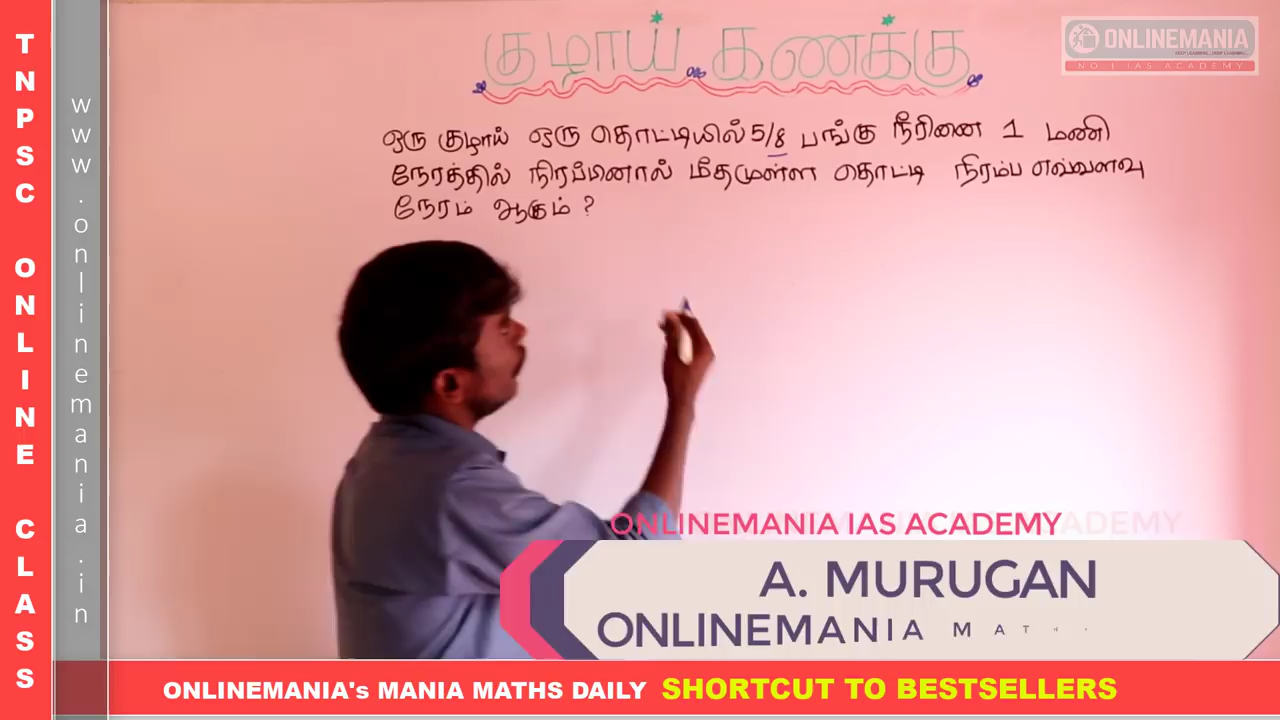 குழாய் கணக்கு
ONLINEMANIA
NO.1 IAS ACADEMY
ஒரு குழாய் ஒரு தொட்டியில் 5/8 பங்கு நீரினை 1 மணி
நேரத்தில் நிரப்பினால் மீதமுள்ள தொட்டி நிரம்ப எவ்வளவு
நேரம் ஆகும் ?
TNPSC ONLINE CLASS
www.onlinemania.in
ONLINEMANIA IAS ACADEMY
A. MURUGAN
ONLINEMANIA MAT
ONLINEMANIA's MANIA MATHS DAILY SHORTCUT TO BESTSELLERS